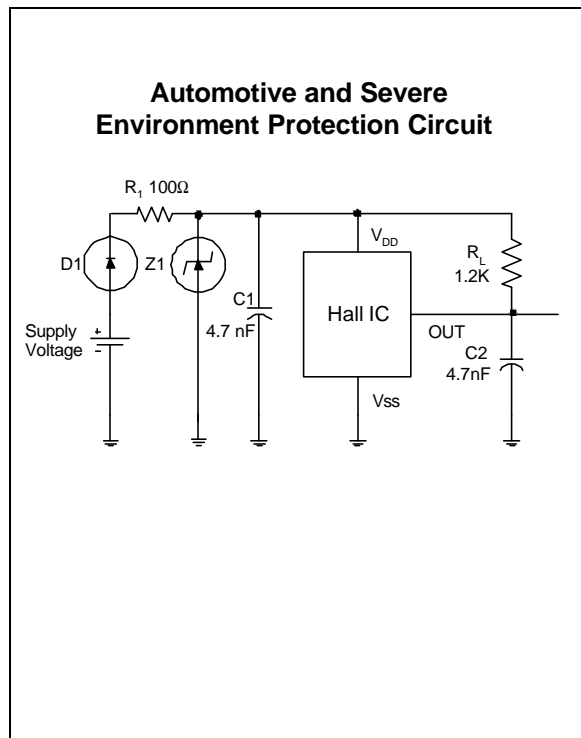 Automotive and Severe
Environment Protection Circuit
R1 100Ω
D1
Z1
C1
4.7 nF
Supply
Voltage
+
-
VDD
Hall IC
Vss
OUT
RL
1.2K
C2
4.7nF